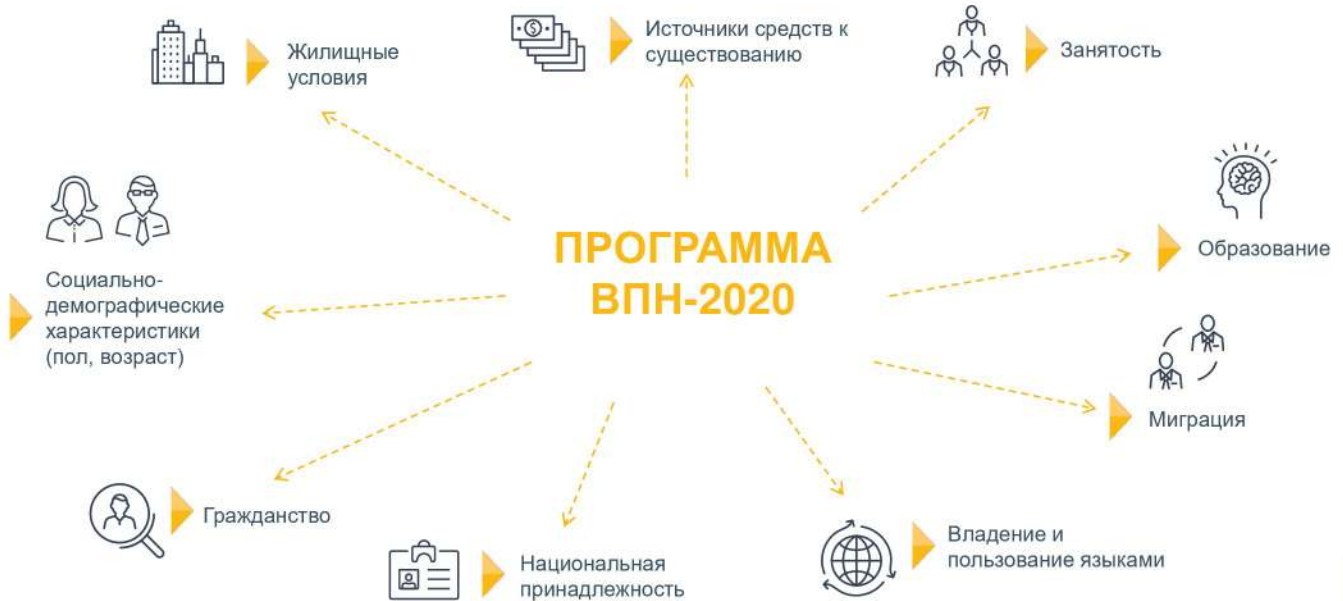 Жилищные
условия
Источники средств к
существованию
Занятость
Социально-
демографические
характеристики
(пол, возраст)
ПРОГРАММА
ВПН-2020
Образование
Миграция
Гражданство
Национальная
принадлежность
Владение и
пользование языками